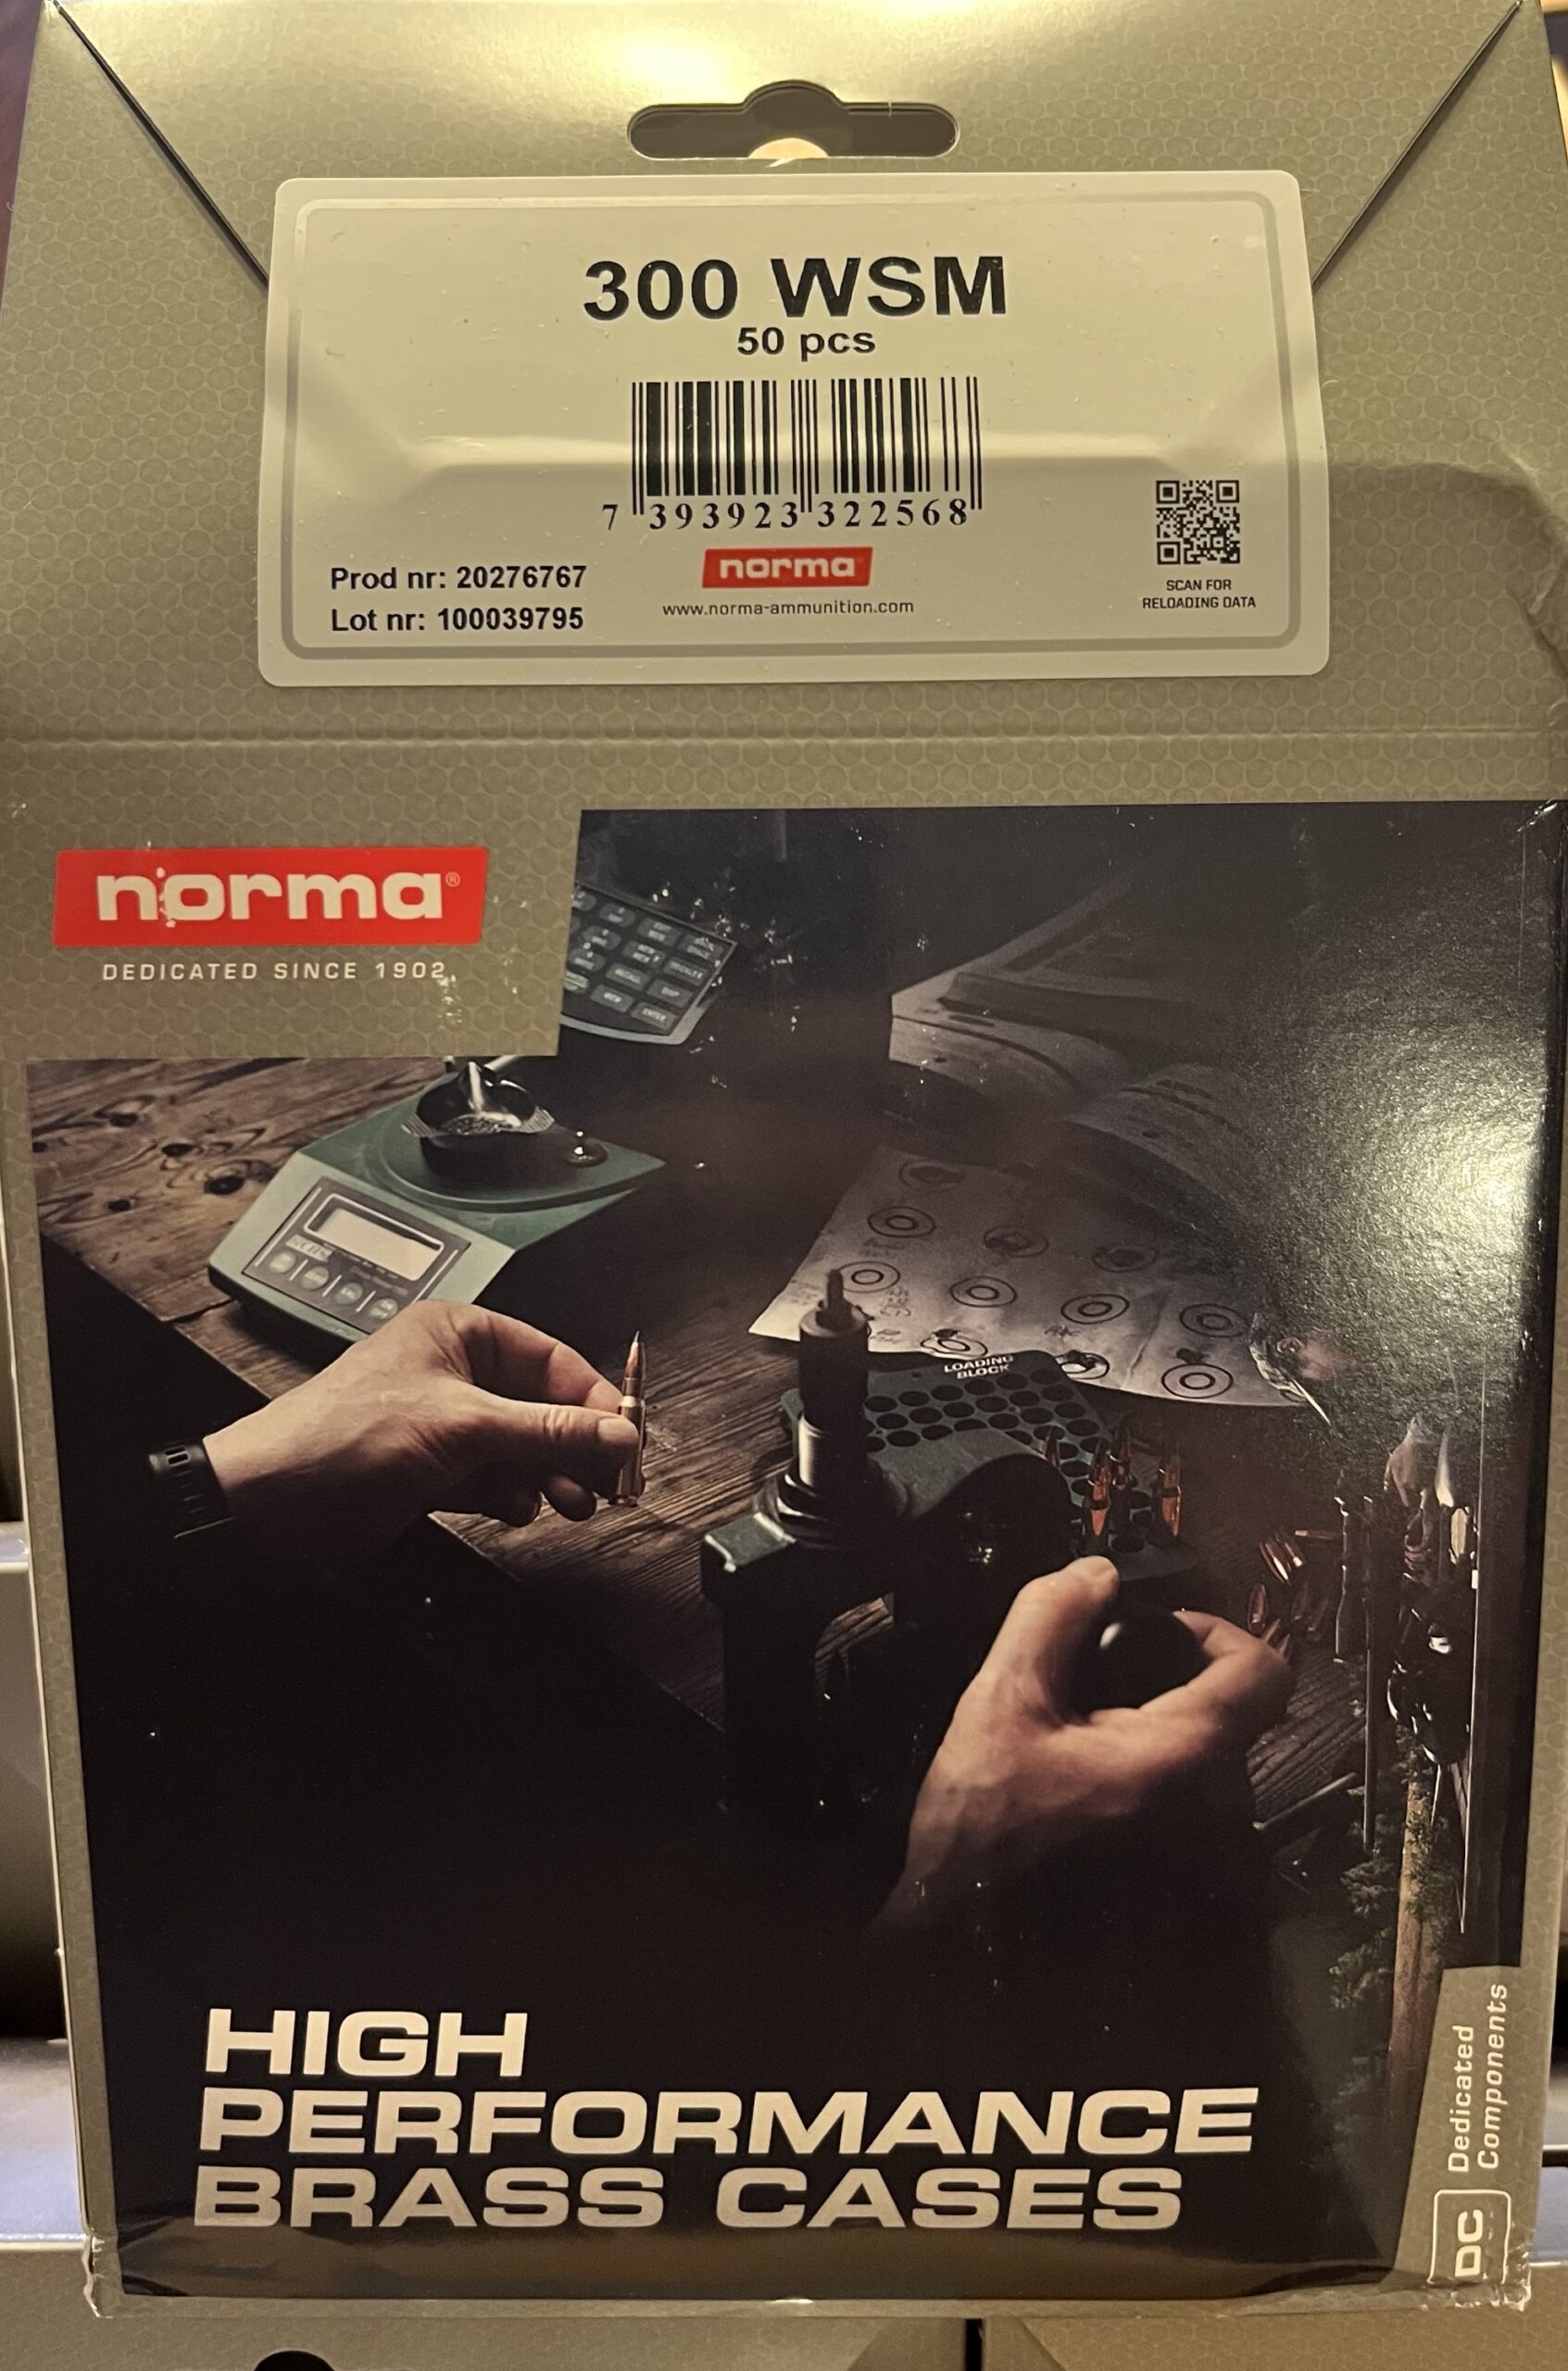 300 WSM
50 pcs
7 393923 322568
Prod nr: 20276767
Lot nr: 100039795
norma
www.norma-ammunition.com
SCAN FOR
RELOADING DATA
norma®
DEDICATED SINCE 1902
LOADING
BLOCK
HIGH
PERFORMANCE
BRASS CASES
DC Dedicated
Components